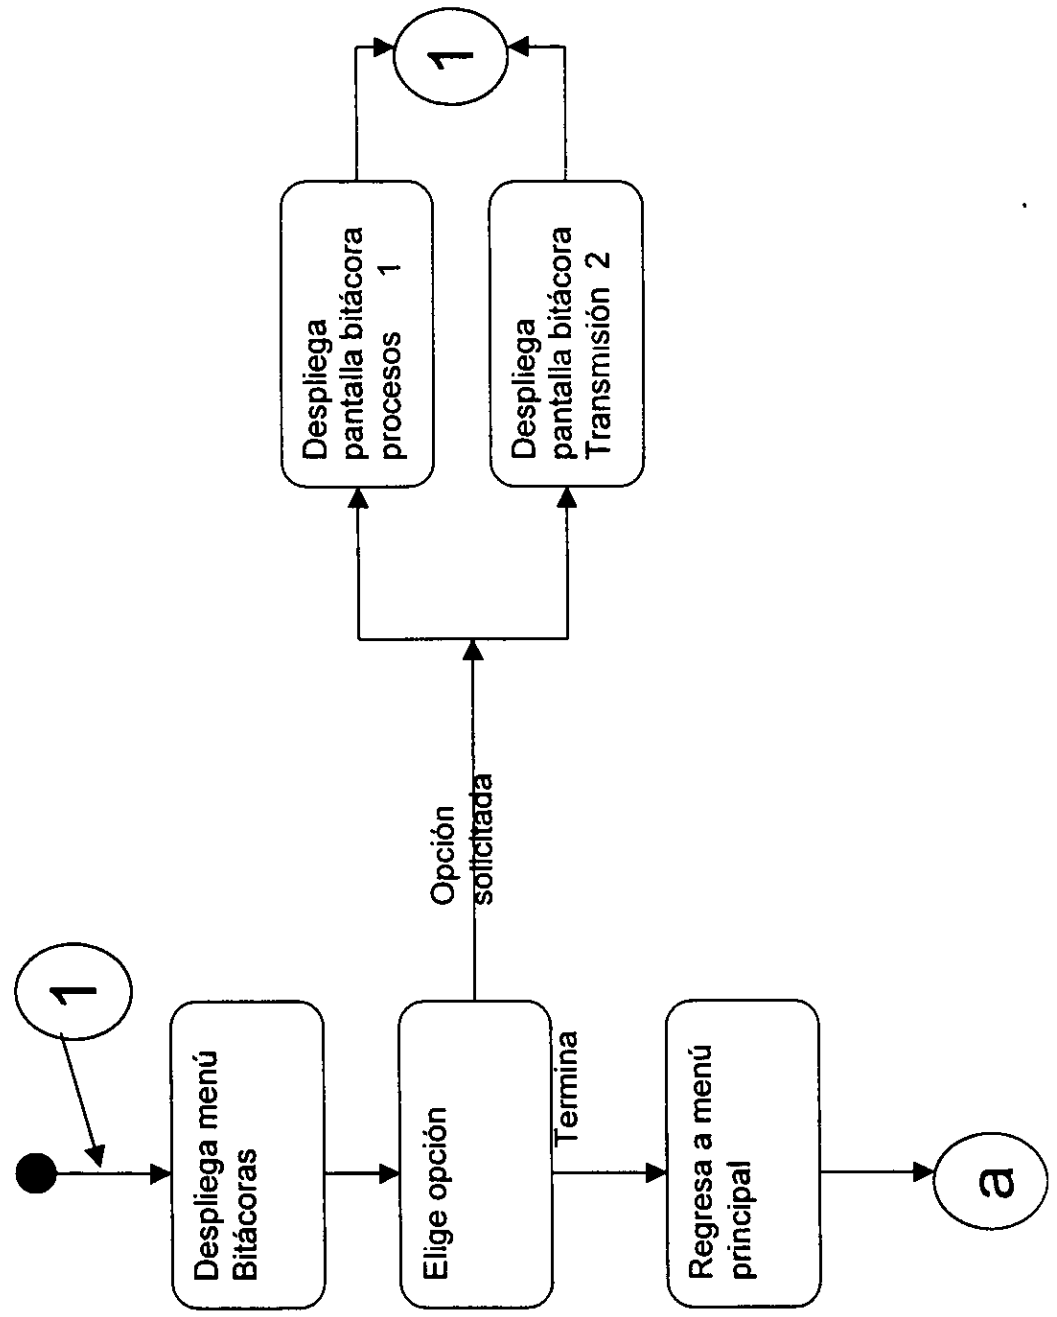 1
Despliega menú
Bitácoras
Elige opción
Opción
solicitada
Termina
Regresa a menú
principal
a
Despliega
pantalla bitácora
procesos 1
Despliega
pantalla bitácora
Transmisión 2
1